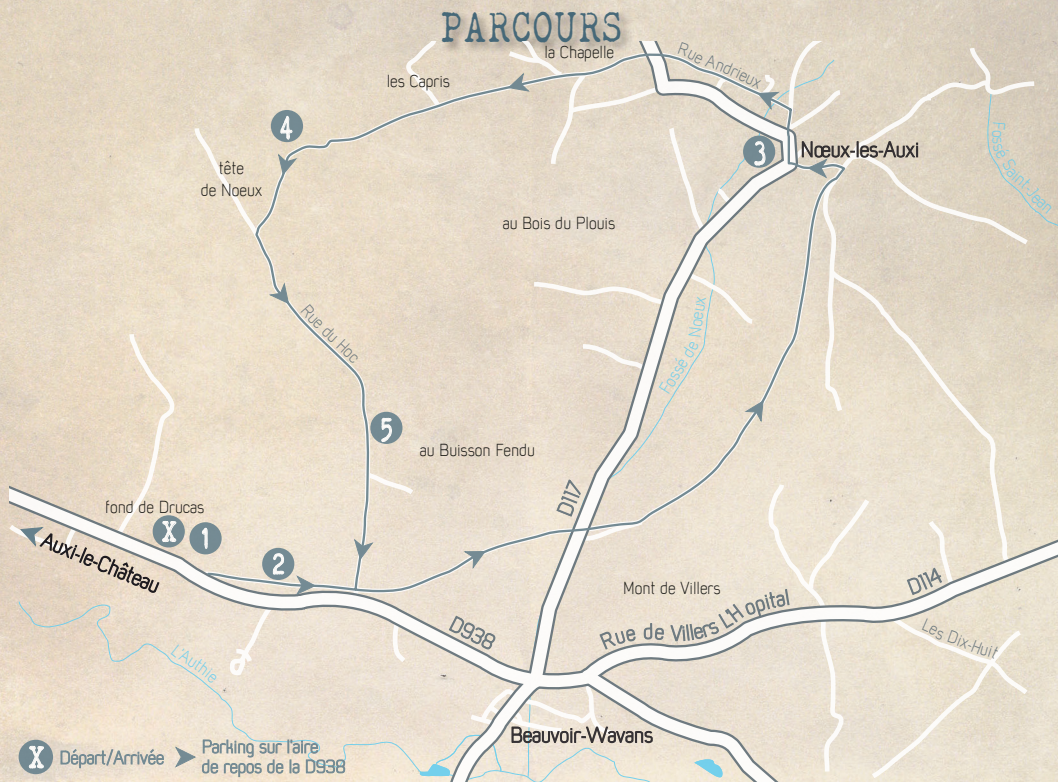 PARCOURS
la Chapelle
Rue Andrieux
les Capris
4
3
Nœux-les-Auxi
Fossé Saint Jean
tête
de Noeux
au Bois du Plouis
Rue du Hoc
Fossé de Noeux
5
au Buisson Fendu
D117
fond de Drucas
X
1
2
Auxi-le-Château
Mont de Villers
D114
Rue de Villers L'H opital
D938
Les Dix-Huit
L'Authie
Beauvoir-Wavans
X Départ/Arrivée
Parking sur l'aire
de repos de la D938